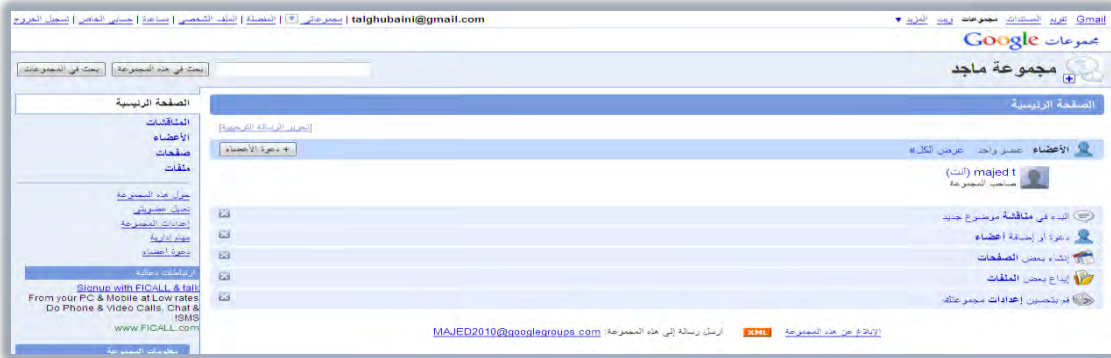 Gmail تقويم المستندات مجموعات ويب المزيد ▼
talghubaini@gmail.com | مجموعاتي ▼ | المفضلة | الملف الشخصي | مساعدة | حسابي الخاص | تسجيل الخروج
مجموعات Google
مجموعة ماجد
بحث في هذه المجموعة
بحث في المجموعات
الصفحة الرئيسية
[تحرير الرسالة الترحيبية]
الأعضاء عضو واحد عرض الكل»
+ دعوة الأعضاء
majed t (أنت)
صاحب المجموعة
البدء في مناقشة موضوع جديد
دعوة أو إضافة أعضاء
إنشاء بعض الصفحات
إيداع بعض الملفات
قم بتحسين إعدادات مجموعتك
الإبلاغ عن هذه المجموعة XML ارسل رسالة إلى هذه المجموعة: MAJED2010@googlegroups.com
الصفحة الرئيسية
المناقشات
الأعضاء
صفحات
ملفات
حول هذه المجموعة
تعديل عضويتي
إعدادات المجموعة
مهام إدارية
دعوة أعضاء
ارتباطات دعائية
Signup with FICALL & talk
From your PC & Mobile at Low rates
Do Phone & Video Calls, Chat &
!SMS
www.FICALL.com
معلومات المجموعة